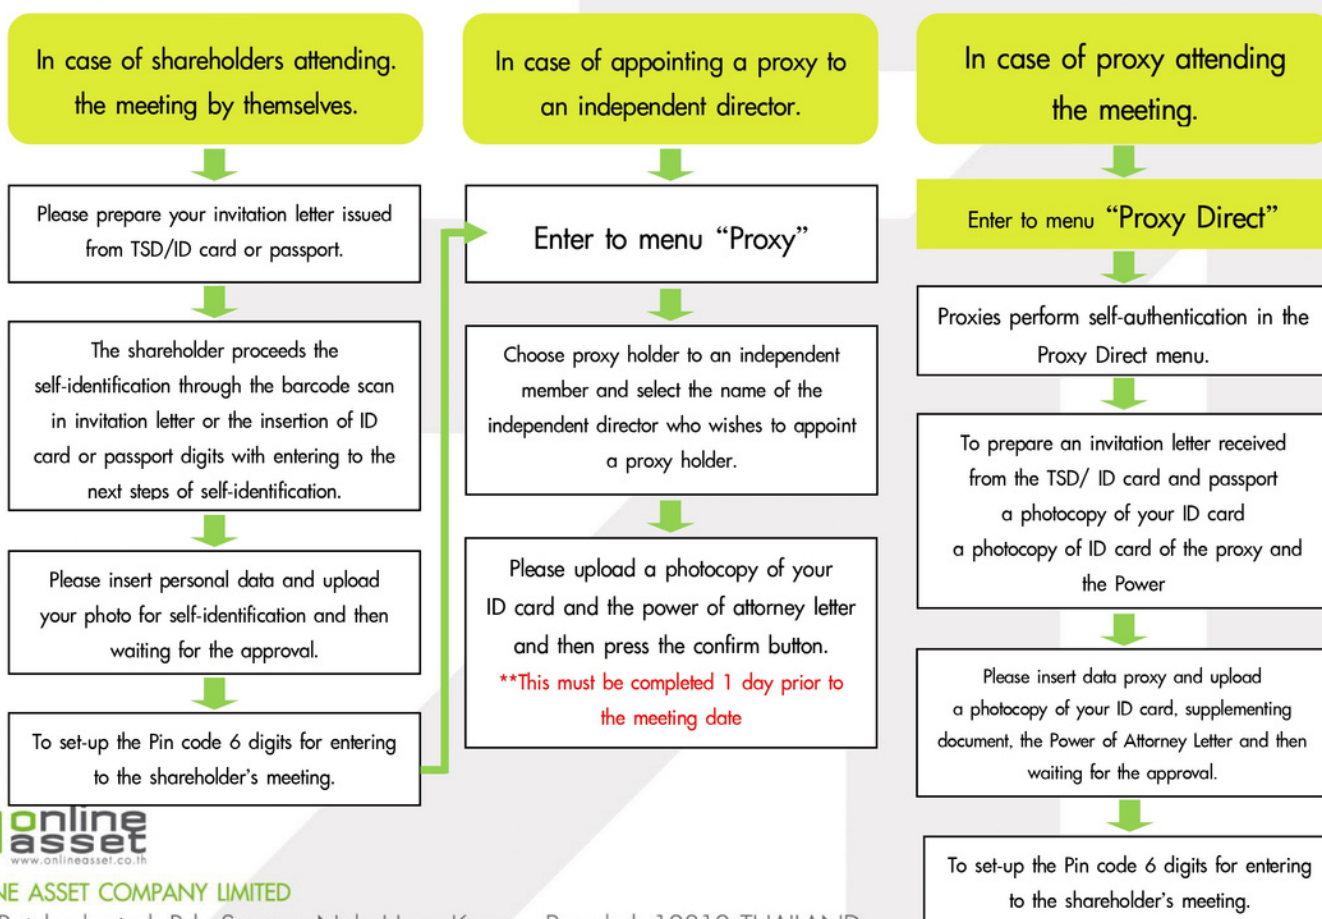 In case of shareholders attending.
the meeting by themselves.
Please prepare your invitation letter issued
from TSD/ID card or passport.
The shareholder proceeds the
self-identification through the barcode scan
in invitation letter or the insertion of ID
card or passport digits with entering to the
next steps of self-identification.
Please insert personal data and upload
your photo for self-identification and then
waiting for the approval.
To set-up the Pin code 6 digits for entering
to the shareholder's meeting.
In case of appointing a proxy to
an independent director.
Enter to menu “Proxy”
Choose proxy holder to an independent
member and select the name of the
independent director who wishes to appoint
a proxy holder.
Please upload a photocopy of your
ID card and the power of attorney letter
and then press the confirm button.
**This must be completed 1 day prior to
the meeting date
In case of proxy attending
the meeting.
Enter to menu “Proxy Direct”
Proxies perform self-authentication in the
Proxy Direct menu.
To prepare an invitation letter received
from the TSD/ ID card and passport
a photocopy of your ID card
a photocopy of ID card of the proxy and
the Power
Please insert data proxy and upload
a photocopy of your ID card, supplementing
document, the Power of Attorney Letter and then
waiting for the approval.
To set-up the Pin code 6 digits for entering
to the shareholder's meeting.
online
asset
www.onlineasset.co.th
NE ASSET COMPANY LIMITED